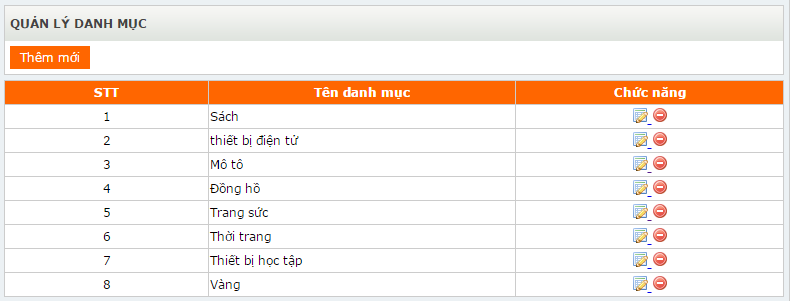 QUẢN LÝ DANH MỤC
Thêm mới
STT Tên danh mục Chức năng
1 Sách
2 thiết bị điện tử
3 Mô tô
4 Đồng hồ
5 Trang sức
6 Thời trang
7 Thiết bị học tập
8 Vàng